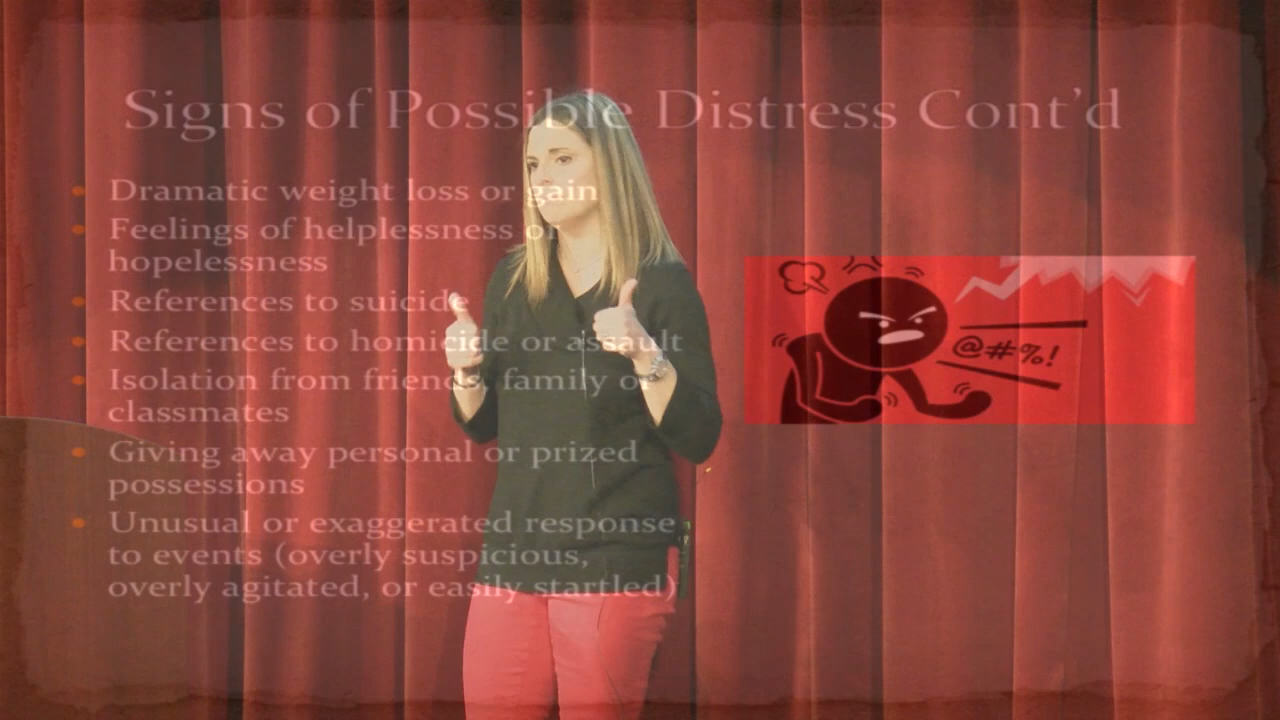 Signs of Possible Distress Cont'd
Dramatic weight loss or gain
Feelings of helplessness or
hopelessness
References to suicide
References to homicide or assault
Isolation from friends, family or
classmates
Giving away personal or prized
possessions
Unusual or exaggerated response
to events (overly suspicious,
overly agitated, or easily startled)
@#%!